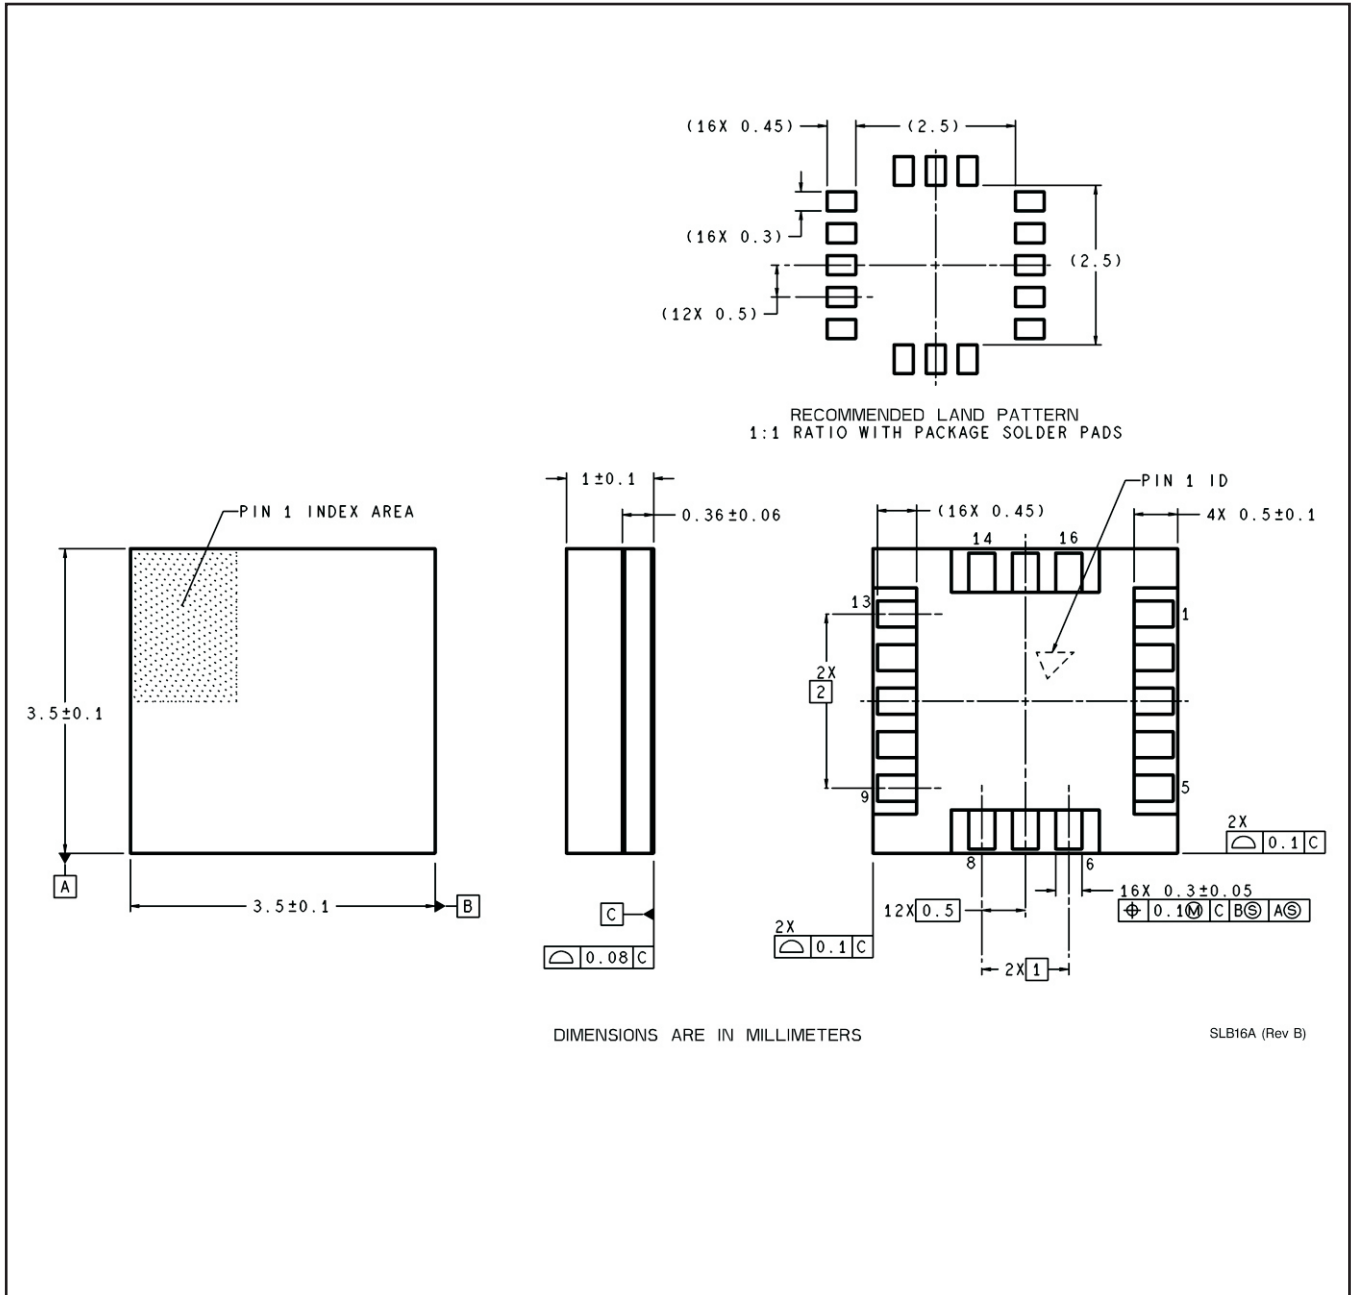 (16X 0.45)
(2.5)
(16X 0.3)
(2.5)
(12X 0.5)
RECOMMENDED LAND PATTERN
1:1 RATIO WITH PACKAGE SOLDER PADS
PIN 1 INDEX AREA
3.5±0.1
A
3.5±0.1
B
1±0.1
0.36±0.06
C
0.08 C
PIN 1 ID
(16X 0.45)
4X 0.5±0.1
14
16
13
1
2X
2
9
5
8
6
2X
0.1 C
16X 0.3±0.05
⌖ 0.1Ⓜ C BⓈ AⓈ
12X 0.5
2X
0.1 C
2X 1
DIMENSIONS ARE IN MILLIMETERS
SLB16A (Rev B)